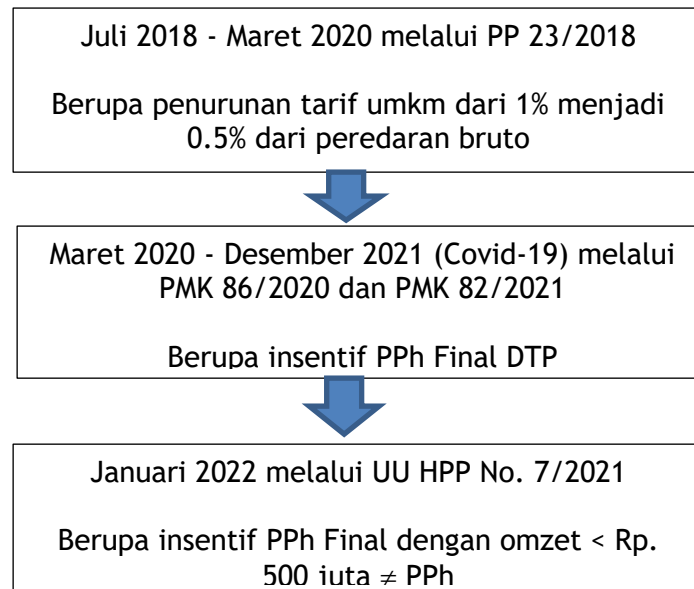 Juli 2018 - Maret 2020 melalui PP 23/2018
Berupa penurunan tarif umkm dari 1% menjadi
0.5% dari peredaran bruto
Maret 2020 - Desember 2021 (Covid-19) melalui
PMK 86/2020 dan PMK 82/2021
Berupa insentif PPh Final DTP
Januari 2022 melalui UU HPP No. 7/2021
Berupa insentif PPh Final dengan omzet < Rp.
500 juta ≠ PPh